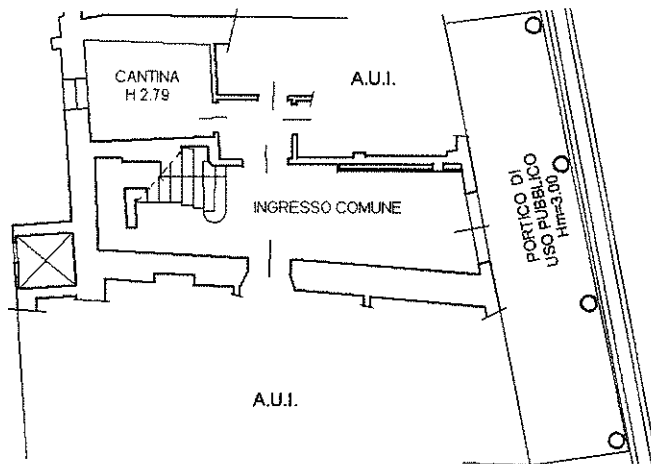 CANTINA
H 2.79
A.U.I.
INGRESSO COMUNE
PORTICO DI
USO PUBBLICO
Hm=3.00
A.U.I.